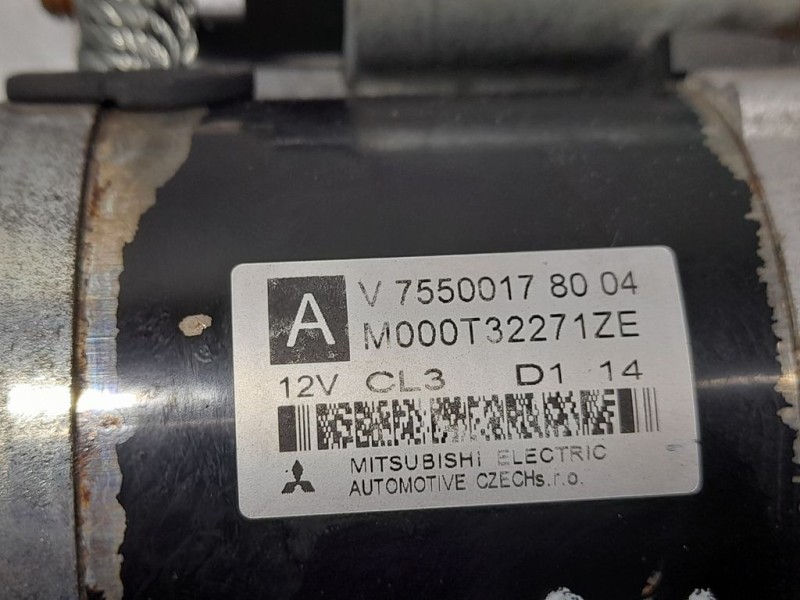 A
V 7550017 80 04
M000T32271ZE
12V CL3 D1 14
MITSUBISHI ELECTRIC
AUTOMOTIVE CZECHs.r.o.